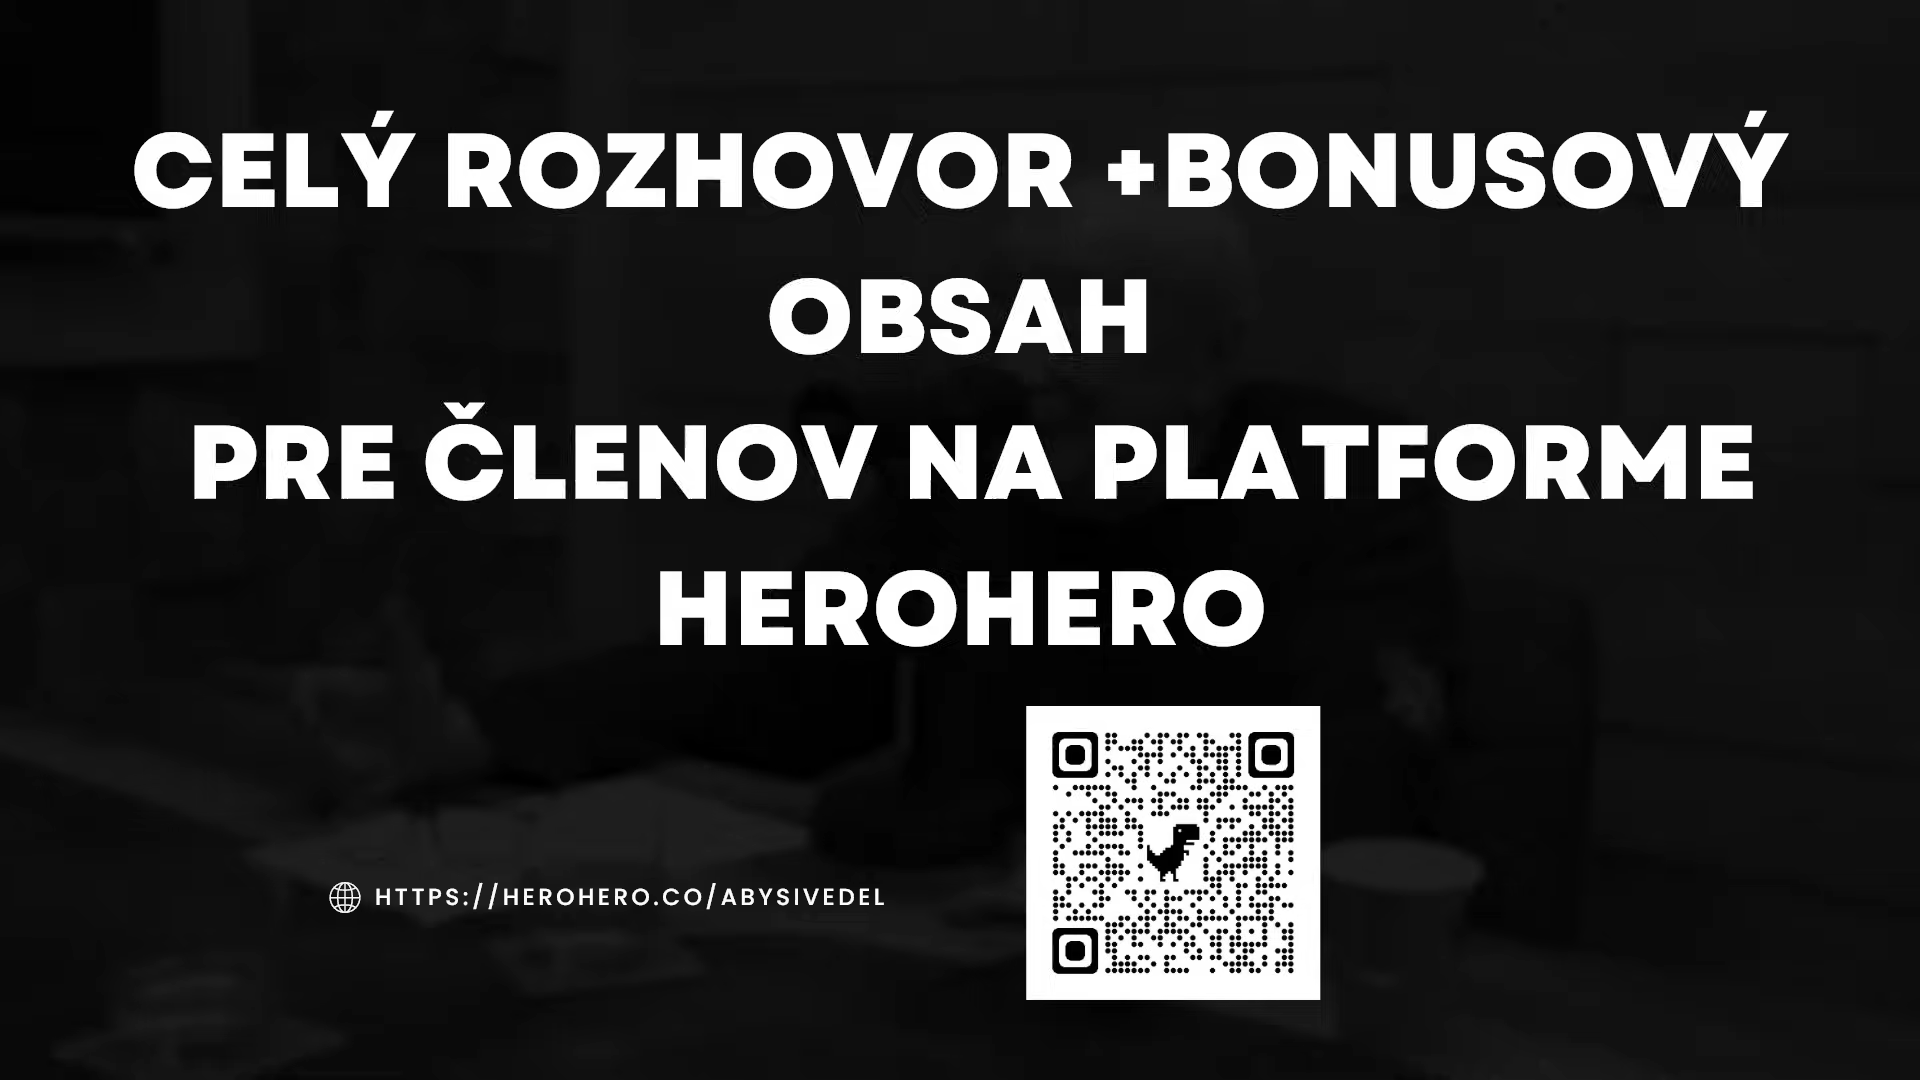 CELÝ ROZHOVOR +BONUSOVÝ
OBSAH
PRE ČLENOV NA PLATFORME
HEROHERO
HTTPS://HEROHERO.CO/ABYSIVEDEL